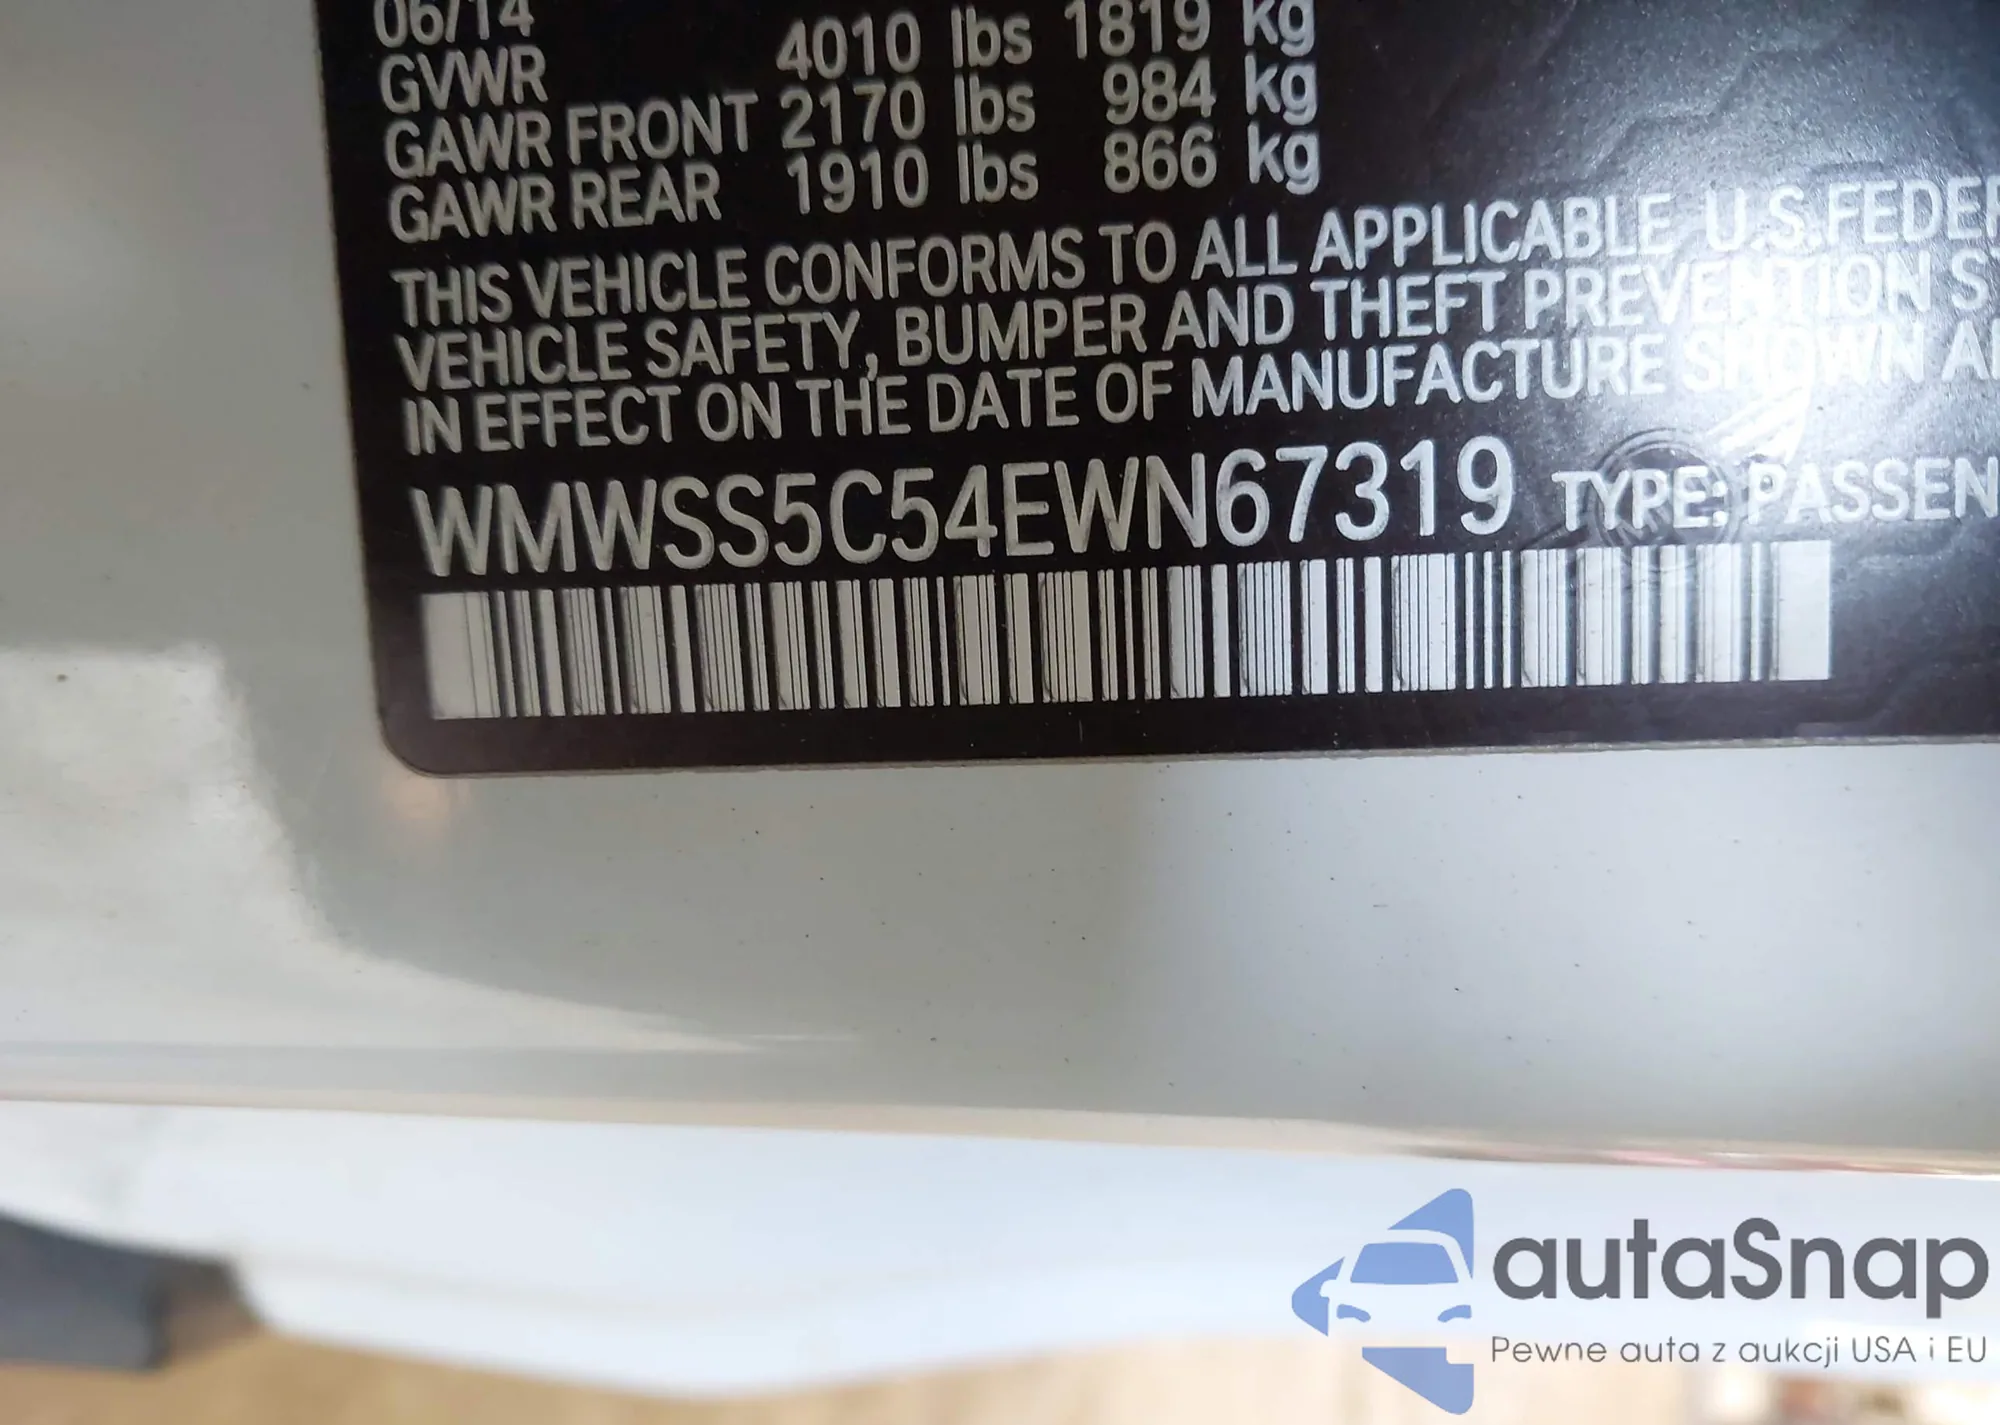 06/14
GVWR 4010 lbs 1819 kg
GAWR FRONT 2170 lbs 984 kg
GAWR REAR 1910 lbs 866 kg
THIS VEHICLE CONFORMS TO ALL APPLICABLE U.S.FEDER
VEHICLE SAFETY, BUMPER AND THEFT PREVENTION ST
IN EFFECT ON THE DATE OF MANUFACTURE SHOWN A
WMWSS5C54EWN67319 TYPE: PASSEN
autaSnap
Pewne auta z aukcji USA i EU